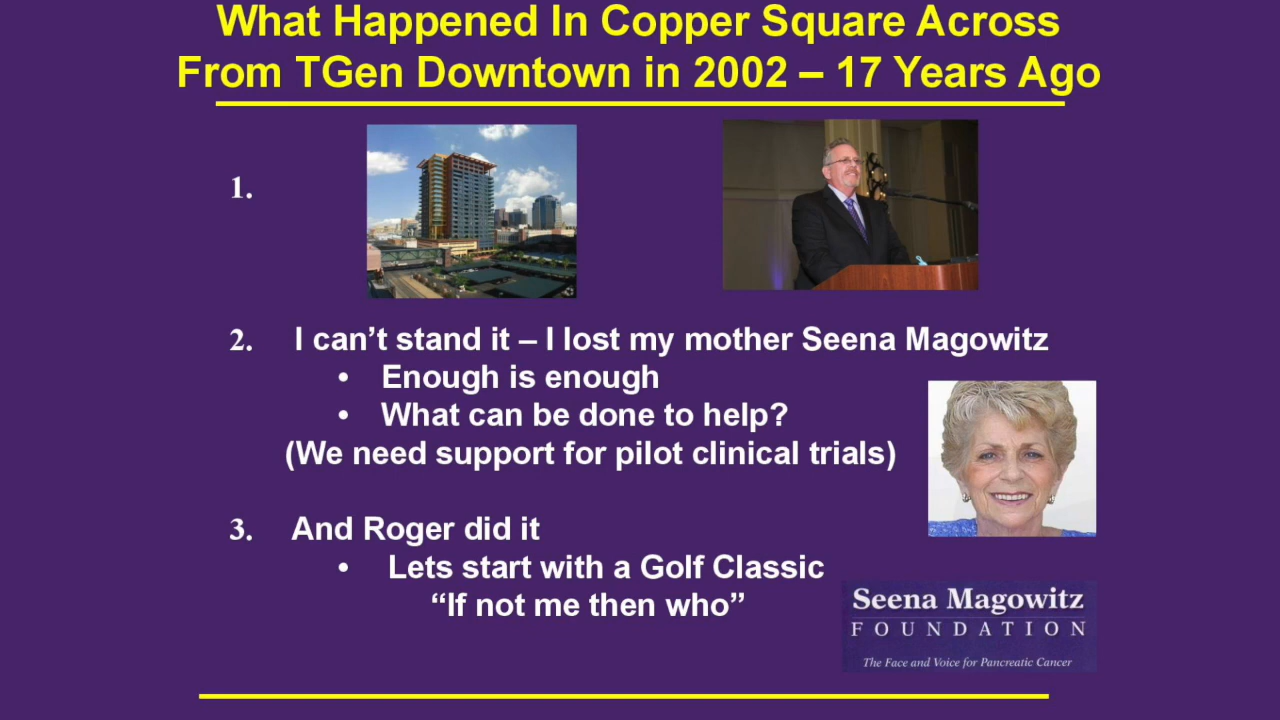 What Happened In Copper Square Across
From TGen Downtown in 2002 – 17 Years Ago
1.
2. I can’t stand it – I lost my mother Seena Magowitz
• Enough is enough
• What can be done to help?
(We need support for pilot clinical trials)
3. And Roger did it
• Lets start with a Golf Classic
“If not me then who”
Seena Magowitz
FOUNDATION
The Face and Voice for Pancreatic Cancer